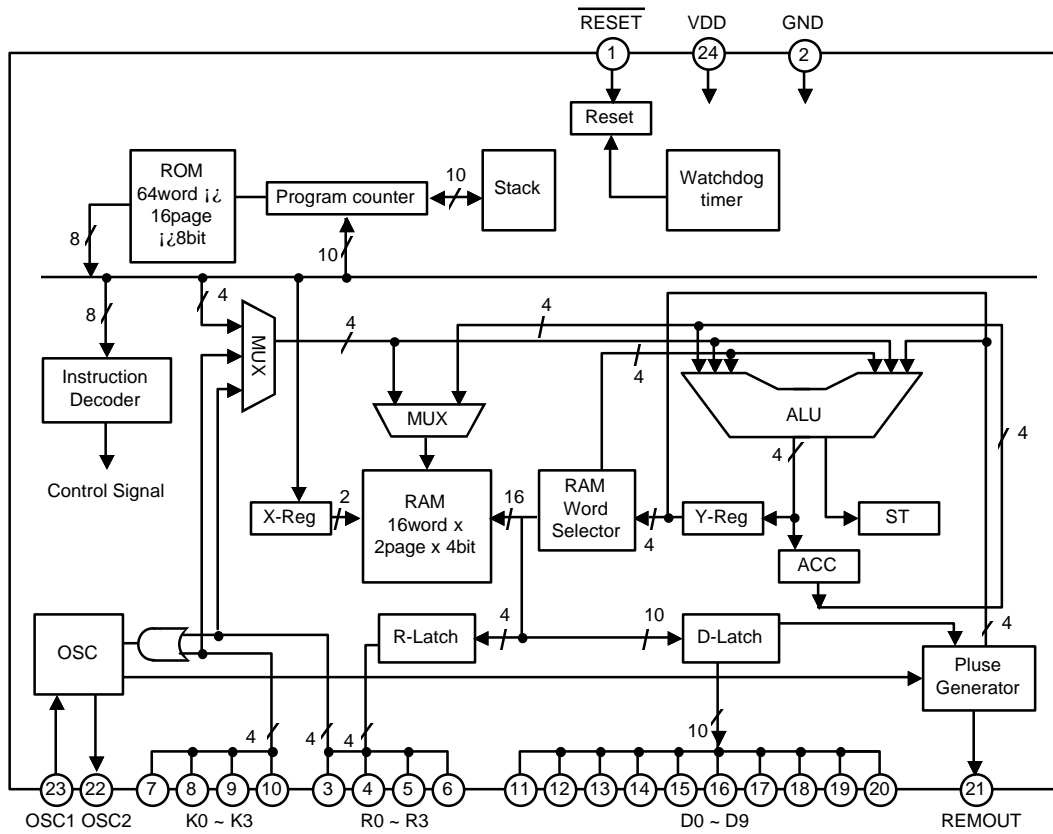 RESET VDD GND
1 24 2
Reset
ROM
64word ¡¿
16page
¡¿8bit
Program counter
10
Stack
Watchdog
timer
8
10
8
4
MUX
4
4
4
Instruction
Decoder
MUX
ALU
4
4
Control Signal
X-Reg
2
RAM
16word x
2page x 4bit
16
RAM
Word
Selector
4
Y-Reg
ST
ACC
OSC
R-Latch
4
10
D-Latch
4
Pluse
Generator
4
4
4
10
23 22 7 8 9 10 3 4 5 6 11 12 13 14 15 16 17 18 19 20 21
OSC1 OSC2 K0 ~ K3 R0 ~ R3 D0 ~ D9 REMOUT